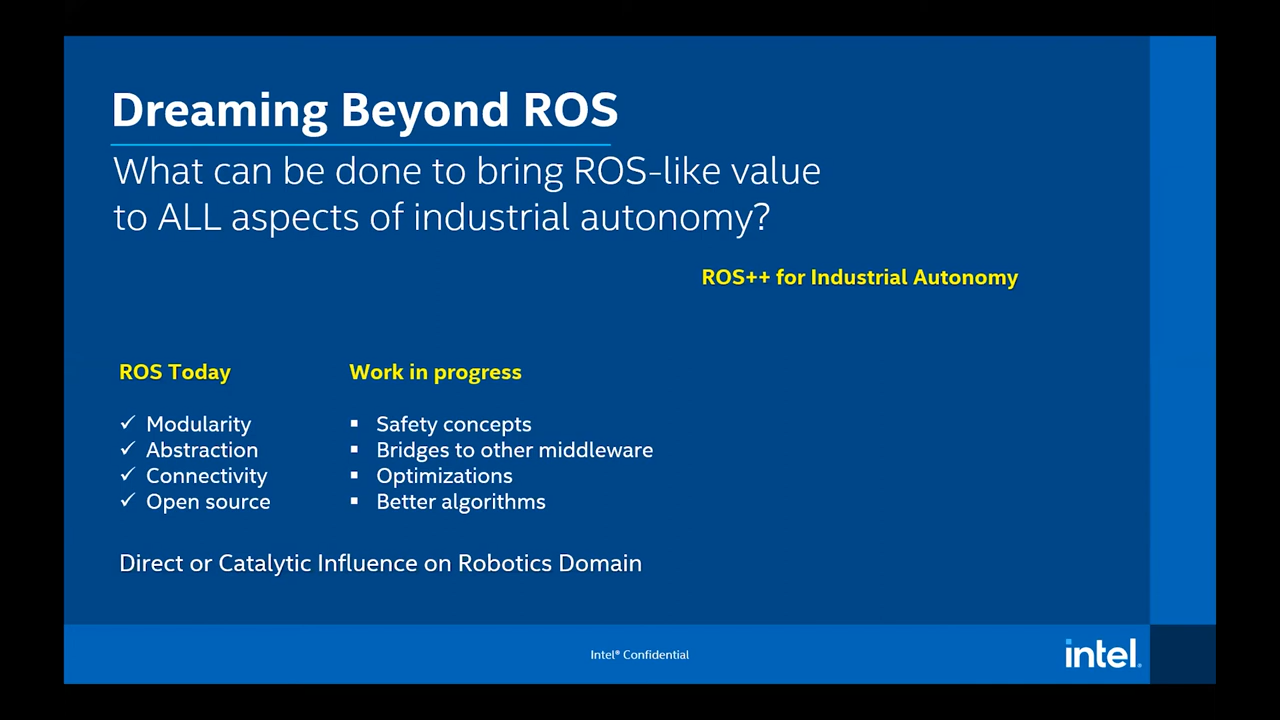 Dreaming Beyond ROS
What can be done to bring ROS-like value
to ALL aspects of industrial autonomy?
ROS++ for Industrial Autonomy
ROS Today
✓ Modularity
✓ Abstraction
✓ Connectivity
✓ Open source
Work in progress
▪ Safety concepts
▪ Bridges to other middleware
▪ Optimizations
▪ Better algorithms
Direct or Catalytic Influence on Robotics Domain
Intel® Confidential
intel.